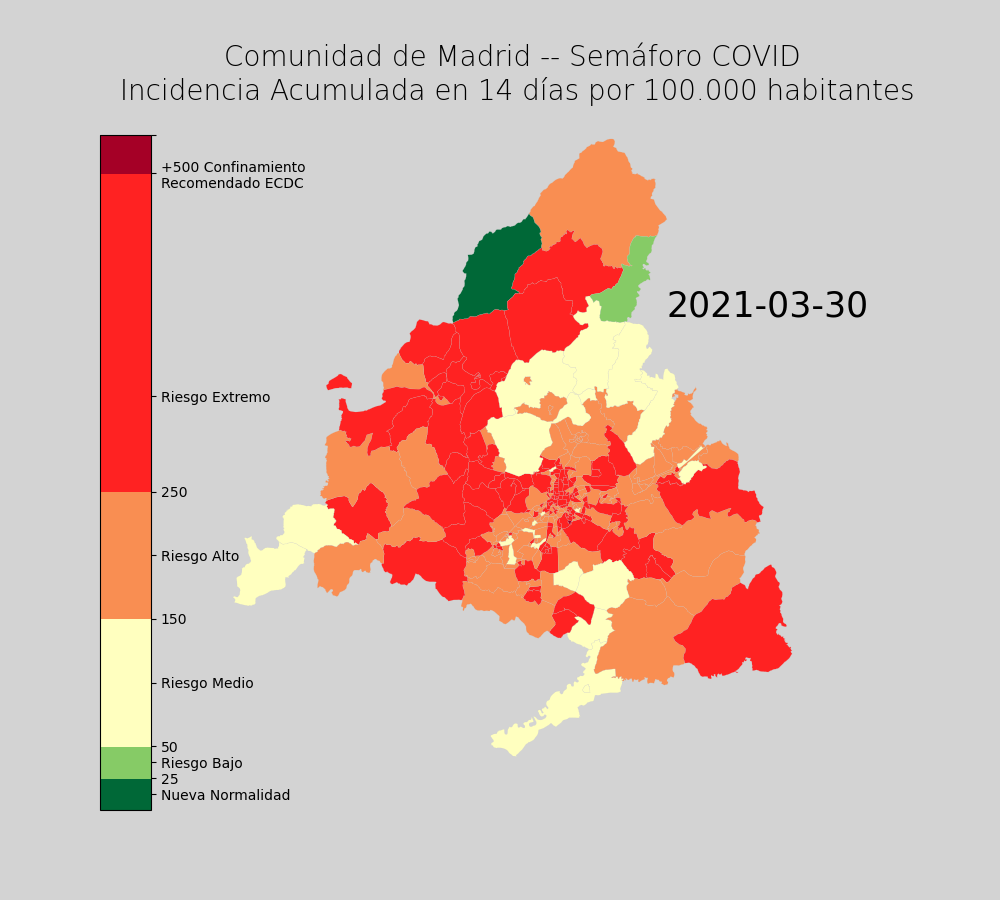 Comunidad de Madrid -- Semáforo COVID
Incidencia Acumulada en 14 días por 100.000 habitantes
+500 Confinamiento
Recomendado ECDC
2021-03-30
Riesgo Extremo
250
Riesgo Alto
150
Riesgo Medio
50
Riesgo Bajo
25
Nueva Normalidad